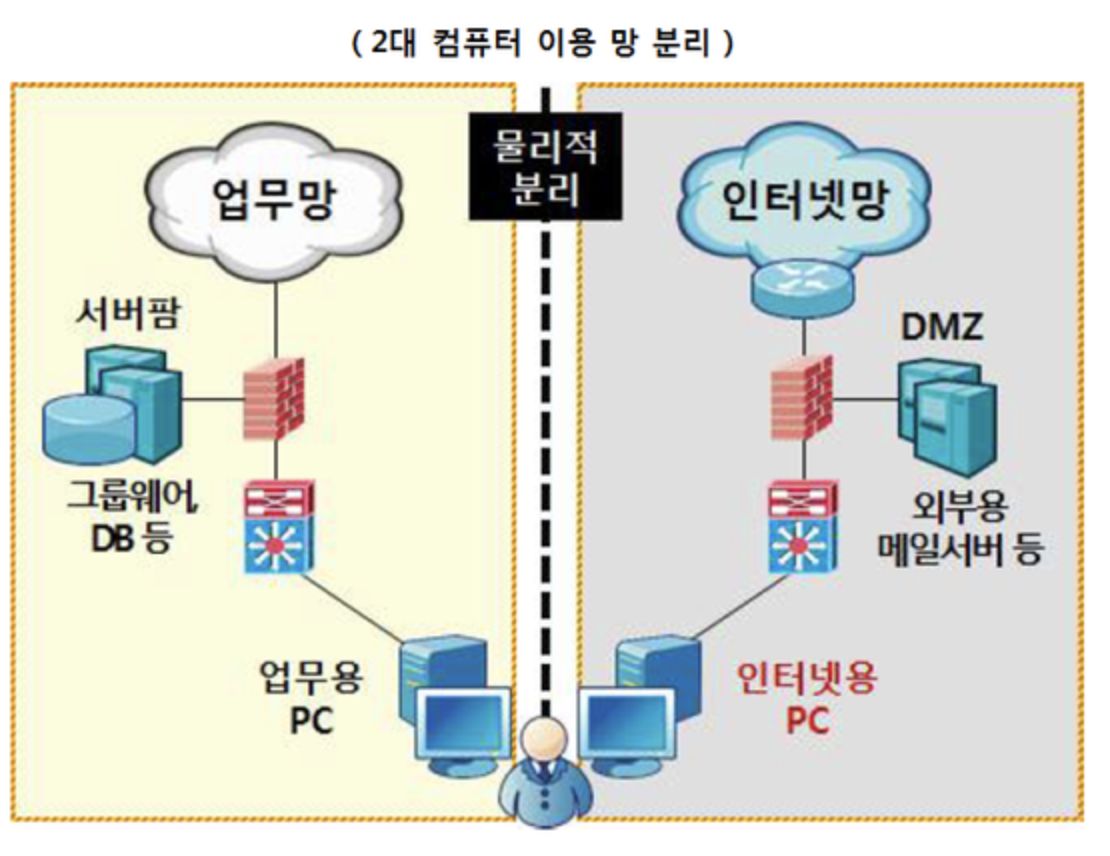 ( 2대 컴퓨터 이용 망 분리 )
물리적
분리
업무망
서버팜
그룹웨어,
DB 등
업무용
PC
인터넷망
DMZ
외부용
메일서버 등
인터넷용
PC